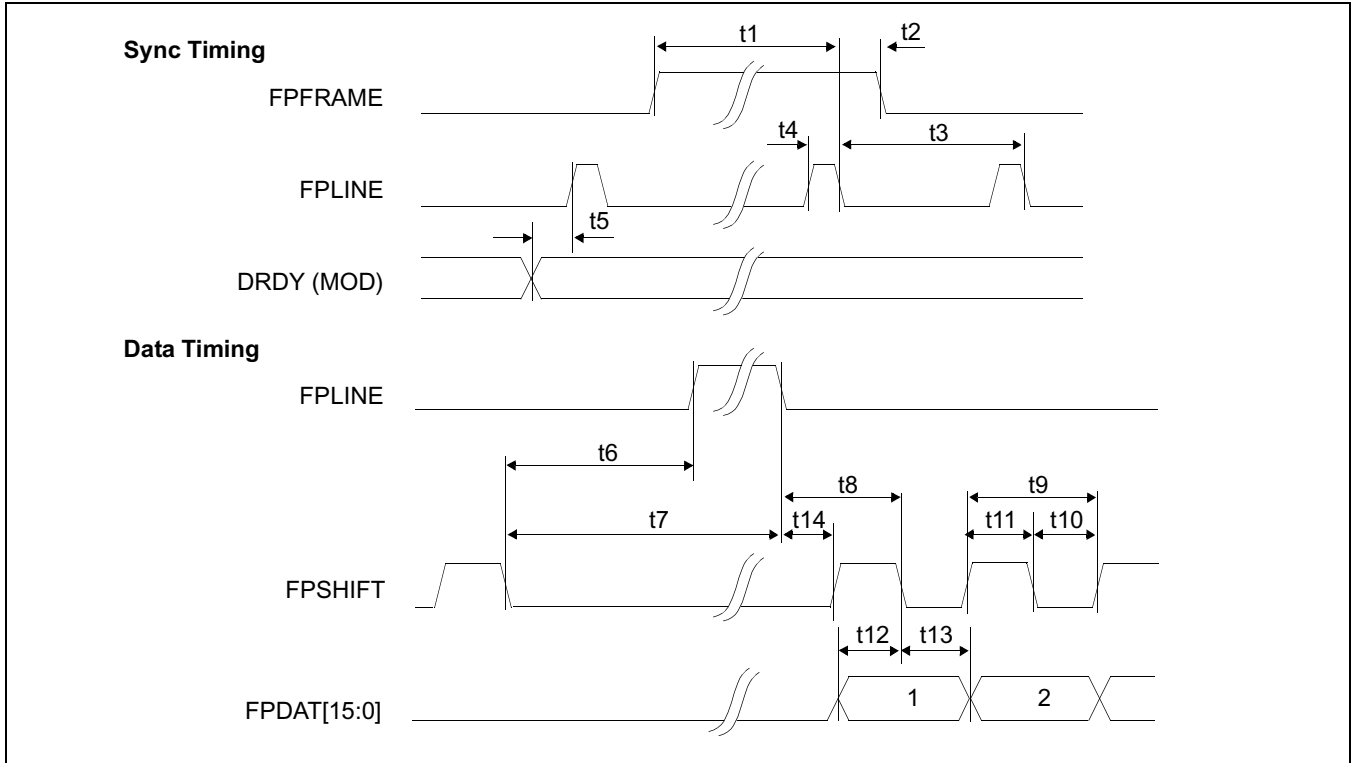 Sync Timing
t1
t2
FPFRAME
t4
t3
FPLINE
t5
DRDY (MOD)
Data Timing
FPLINE
t6
t8
t9
t7
t14
t11
t10
FPSHIFT
t12
t13
FPDAT[15:0]
1
2